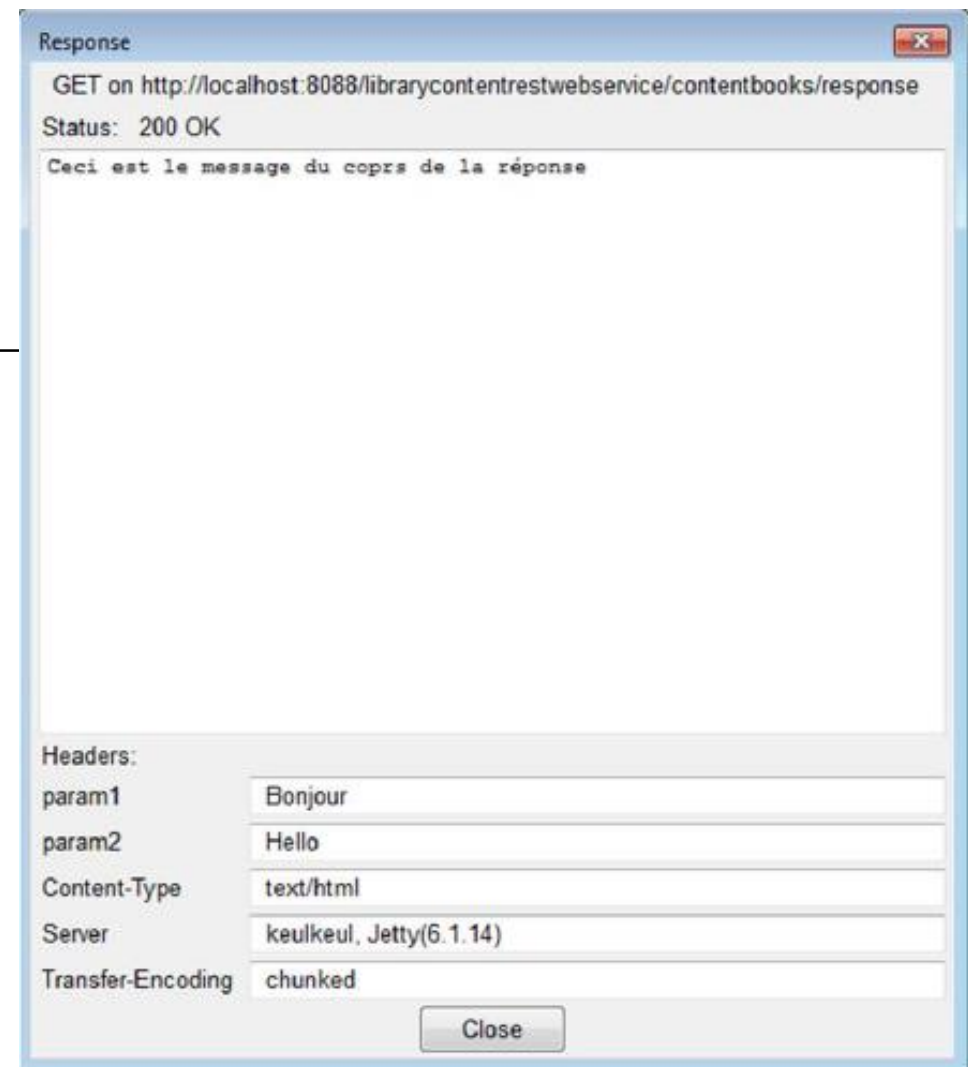 Response
GET on http://localhost:8088/librarycontentrestwebservice/contentbooks/response
Status: 200 OK
Ceci est le message du coprs de la réponse
Headers:
param1 Bonjour
param2 Hello
Content-Type text/html
Server keulkeul, Jetty(6.1.14)
Transfer-Encoding chunked
Close